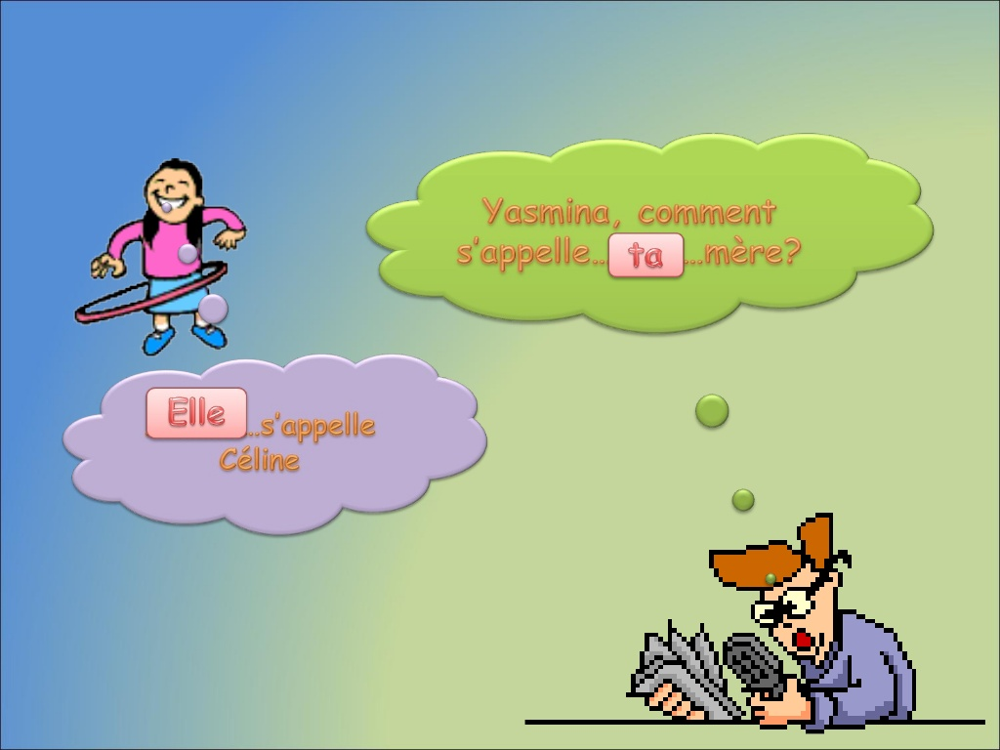 Yasmina, comment
s'appelle... ta ...mère?
Elle ...s'appelle
Céline